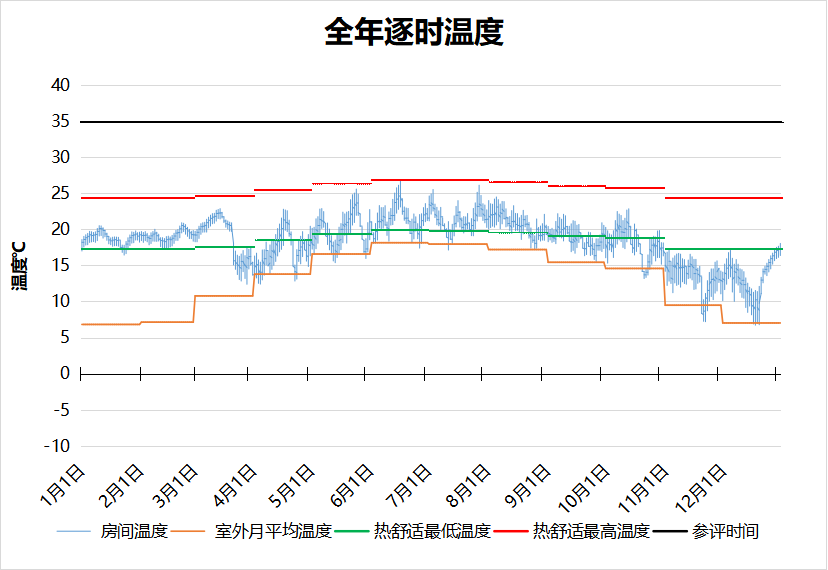 全年逐时温度
温度℃
40
35
30
25
20
15
10
5
0
-5
-10
1月1日
2月1日
3月1日
4月1日
5月1日
6月1日
7月1日
8月1日
9月1日
10月1日
11月1日
12月1日
房间温度 室外月平均温度 热舒适最低温度 热舒适最高温度 参评时间